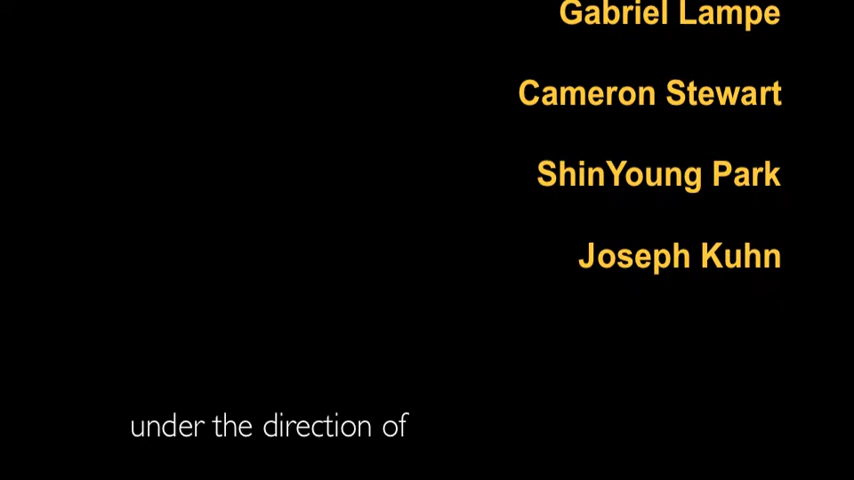 Gabriel Lampe
Cameron Stewart
ShinYoung Park
Joseph Kuhn
under the direction of